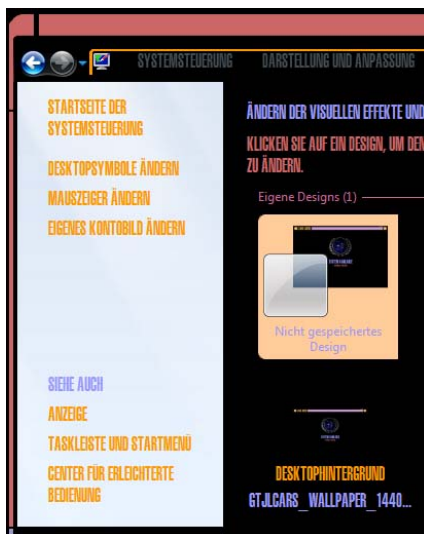 SYSTEMSTEUERUNG DARSTELLUNG UND ANPASSUNG
STARTSEITE DER
SYSTEMSTEUERUNG
DESKTOPSYMBOLE ÄNDERN
MAUSZEIGER ÄNDERN
EIGENES KONTOBILD ÄNDERN
SIEHE AUCH
ANZEIGE
TASKLEISTE UND STARTMENÜ
CENTER FÜR ERLEICHTERTE
BEDIENUNG
ÄNDERN DER VISUELLEN EFFEKTE UND
KLICKEN SIE AUF EIN DESIGN, UM DEN
ZU ÄNDERN.
Eigene Designs (1)
Nicht gespeichertes
Design
DESKTOPHINTERGRUND
GTJLCARS_WALLPAPER_1440...